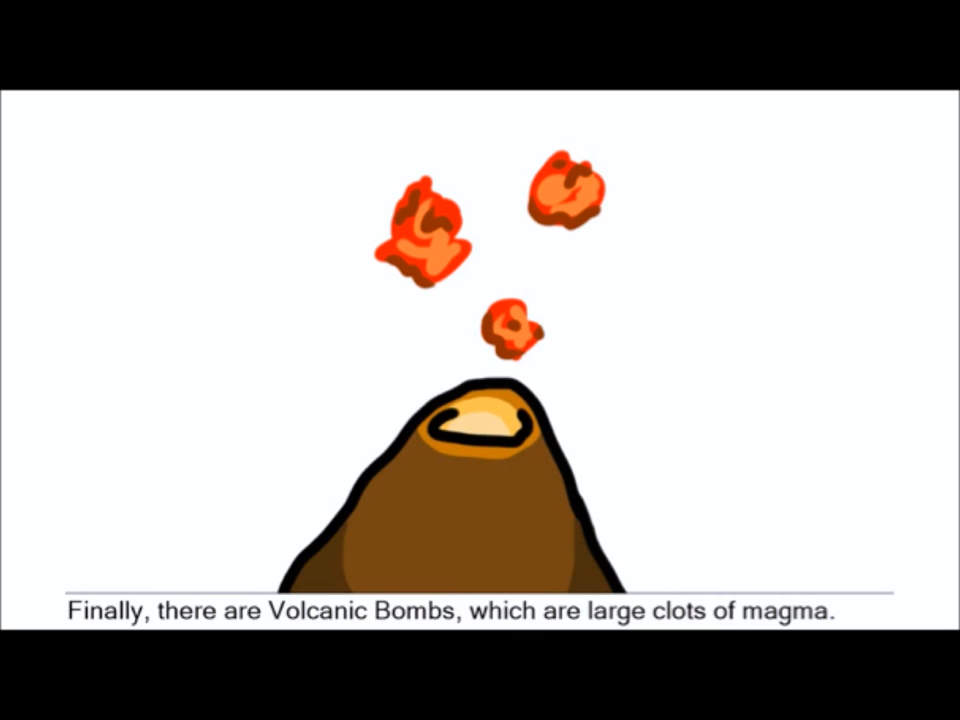 Finally, there are Volcanic Bombs, which are large clots of magma.